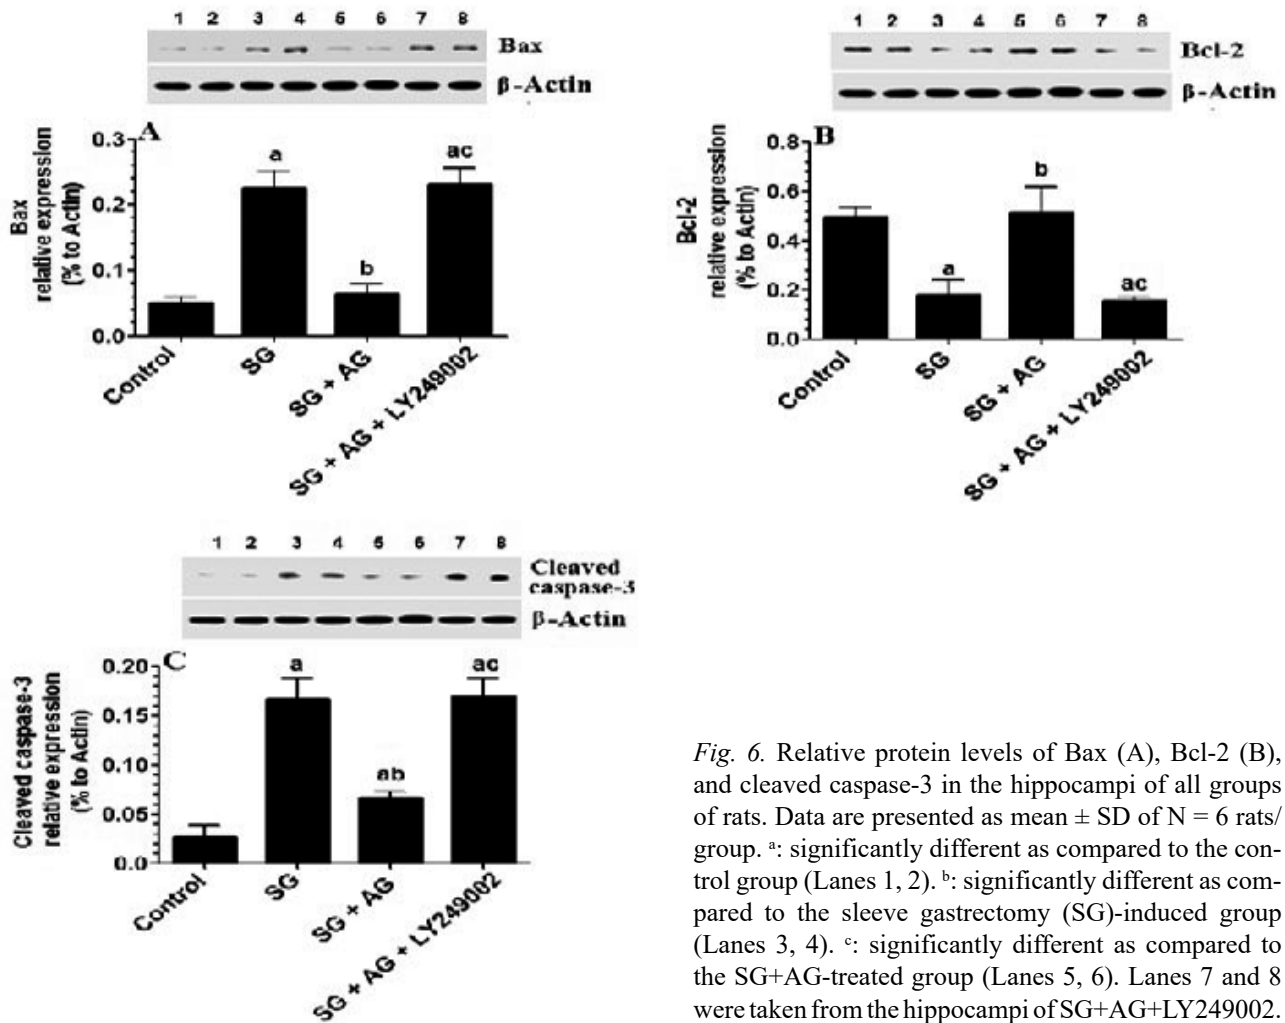 1 2 3 4 5 6 7 8
Bax
β-Actin
A
0.3
0.2
0.1
0.0
Bax
relative expression
(% to Actin)
a
b
ac
Control
SG
SG + AG
SG + AG + LY249002
1 2 3 4 5 6 7 8
Bcl-2
β-Actin
B
0.8
0.6
0.4
0.2
0.0
Bcl-2
relative expression
(% to Actin)
a
b
ac
Control
SG
SG + AG
SG + AG + LY249002
1 2 3 4 5 6 7 8
Cleaved
caspase-3
β-Actin
C
0.20
0.15
0.10
0.05
0.0
Cleaved caspase-3
relative expression
(% to Actin)
a
ab
ac
Control
SG
SG + AG
SG + AG + LY249002
Fig. 6. Relative protein levels of Bax (A), Bcl-2 (B),
and cleaved caspase-3 in the hippocampi of all groups
of rats. Data are presented as mean ± SD of N = 6 rats/
group. ᵃ: significantly different as compared to the con-
trol group (Lanes 1, 2). ᵇ: significantly different as com-
pared to the sleeve gastrectomy (SG)-induced group
(Lanes 3, 4). ᶜ: significantly different as compared to
the SG+AG-treated group (Lanes 5, 6). Lanes 7 and 8
were taken from the hippocampi of SG+AG+LY249002.